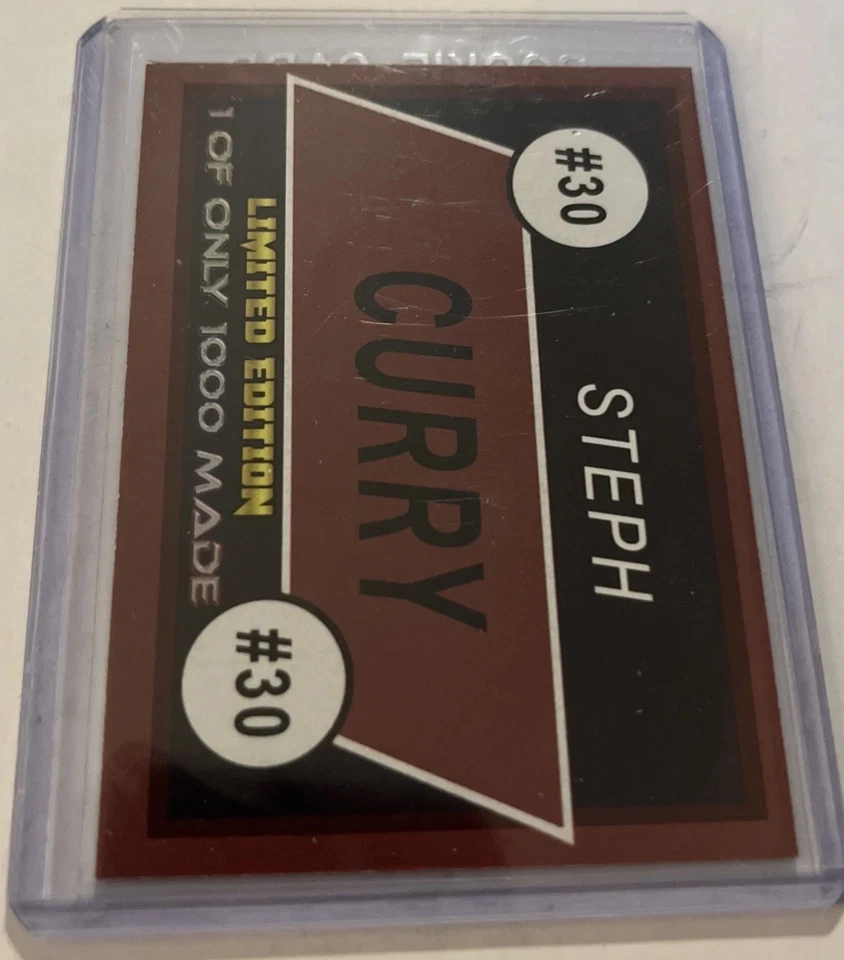 #30
STEPH
CURRY
LIMITED EDITION
1 OF ONLY 1000 MADE
#30